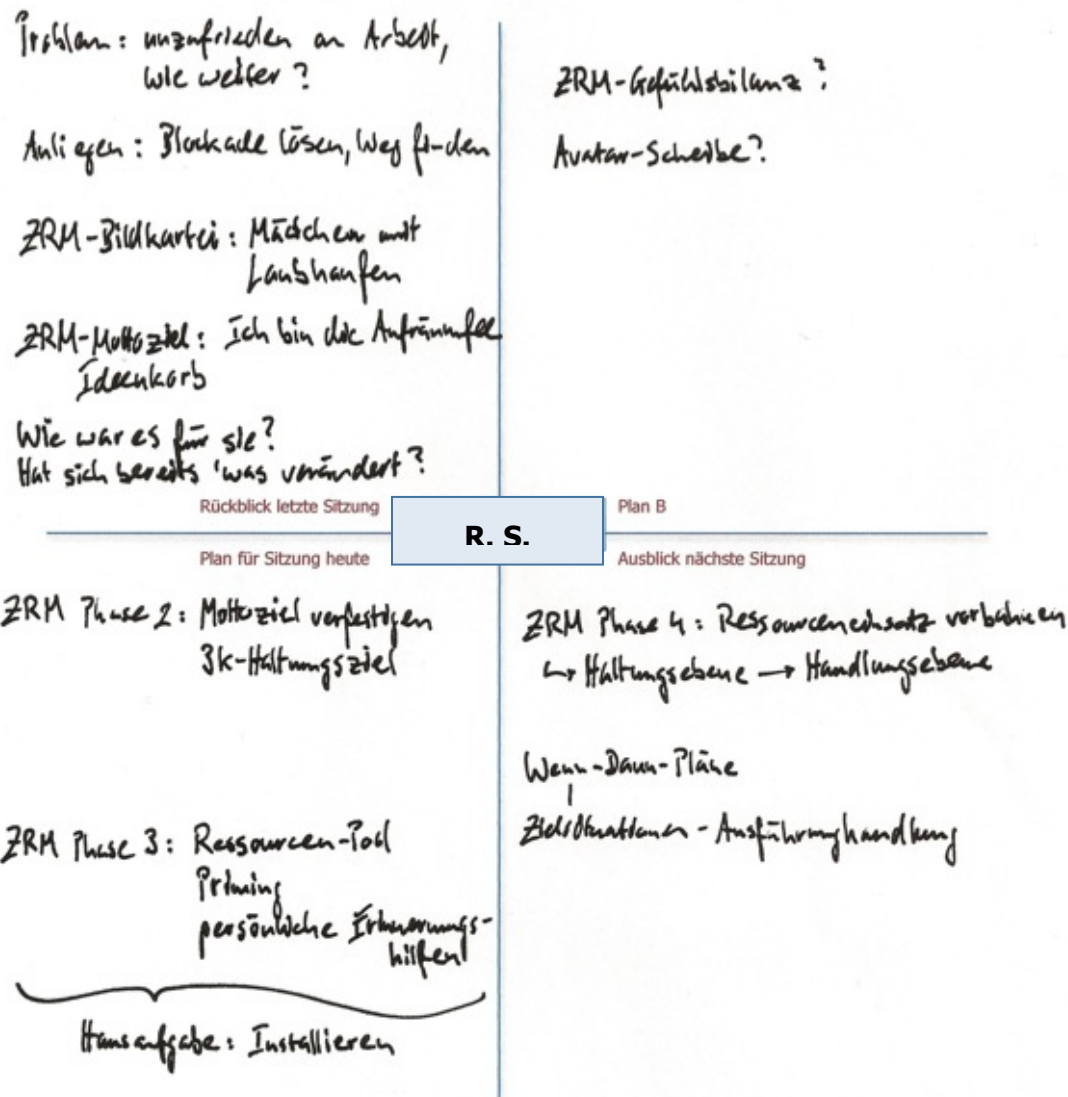 Problem: unzufrieden an Arbeit,
wie weiter?
Anliegen: Blockade lösen, Weg finden
ZRM-Bildkartei: Mädchen mit
Laubhaufen
ZRM-Mottoziel: Ich bin die Aufräumfee
Ideenkorb
Wie war es für sie?
Hat sich bereits 'was verändert?
Rückblick letzte Sitzung
ZRM-Gefühlsbilanz?
Avatar-Scheibe?
Plan B
R. S.
Plan für Sitzung heute
ZRM Phase 2: Mottoziel verfestigen
3k-Haltungsziel
ZRM Phase 3: Ressourcen-Pool
Priming
persönliche Erinnerungs-
hilfen
Hausaufgabe: Installieren
Ausblick nächste Sitzung
ZRM Phase 4: Ressourceneinsatz vorbahnen
↳ Haltungsebene → Handlungsebene
Wenn-Dann-Pläne
Zielsituationen - Ausführunghandlung